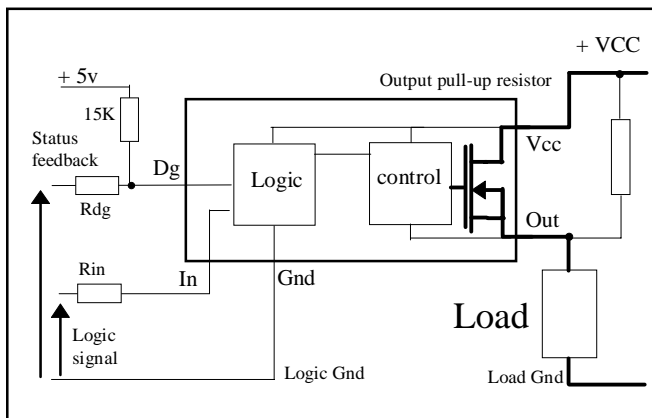 + VCC
+ 5v
Output pull-up resistor
15K
Status
feedback
Dg
Vcc
Logic
control
Rdg
Out
Rin
In
Gnd
Logic
signal
Load
Logic Gnd
Load Gnd